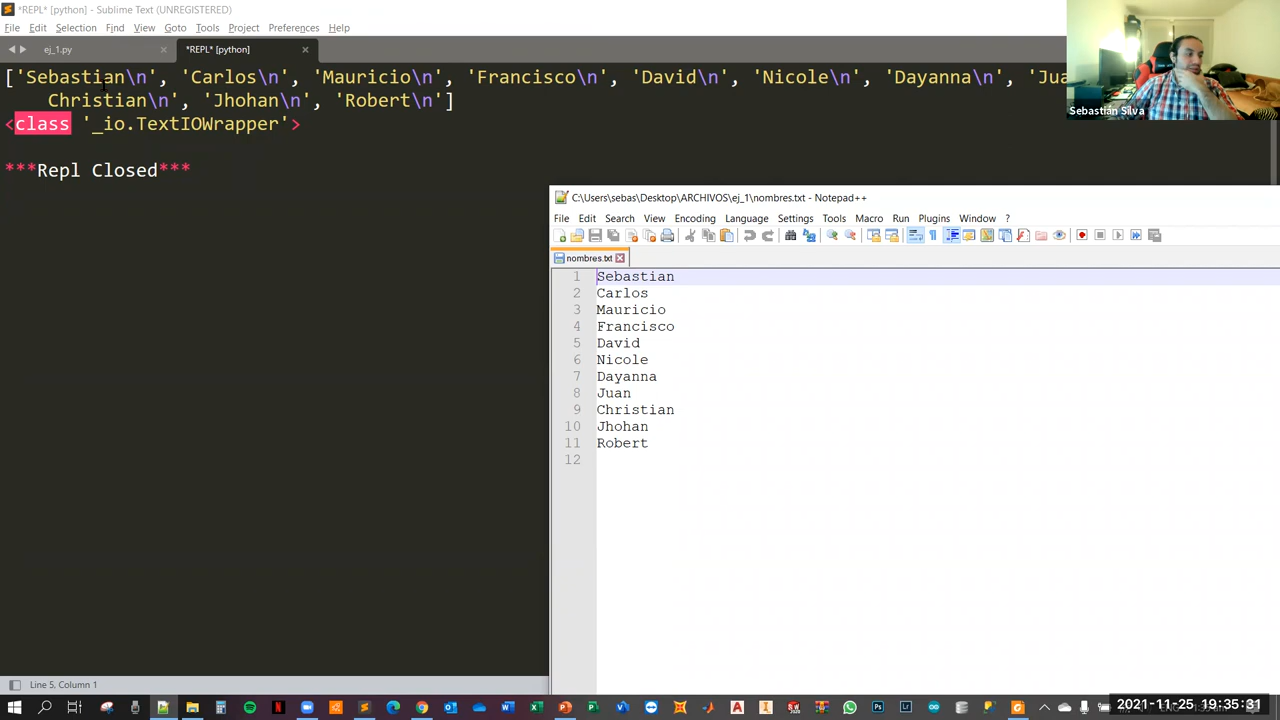 *REPL* [python] - Sublime Text (UNREGISTERED)
File Edit Selection Find View Goto Tools Project Preferences Help
ej_1.py × *REPL* [python] ×
['Sebastian\n', 'Carlos\n', 'Mauricio\n', 'Francisco\n', 'David\n', 'Nicole\n', 'Dayanna\n', 'Jua
Christian\n', 'Jhohan\n', 'Robert\n']
<class '_io.TextIOWrapper'>
***Repl Closed***
Sebastián Silva
C:\Users\sebas\Desktop\ARCHIVOS\ej_1\nombres.txt - Notepad++
File Edit Search View Encoding Language Settings Tools Macro Run Plugins Window ?
nombres.txt
1 Sebastian
2 Carlos
3 Mauricio
4 Francisco
5 David
6 Nicole
7 Dayanna
8 Juan
9 Christian
10 Jhohan
11 Robert
12
Line 5, Column 1
2021-11-25 19:35:31